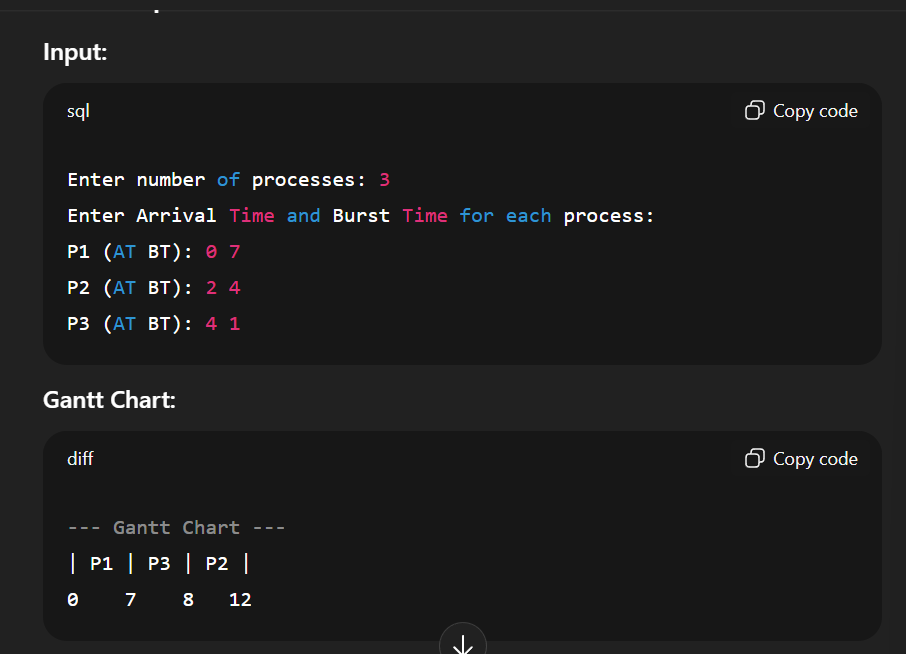 Input:
sql
Copy code
Enter number of processes: 3
Enter Arrival Time and Burst Time for each process:
P1 (AT BT): 0 7
P2 (AT BT): 2 4
P3 (AT BT): 4 1
Gantt Chart:
diff
Copy code
--- Gantt Chart ---
| P1 | P3 | P2 |
0    7    8   12